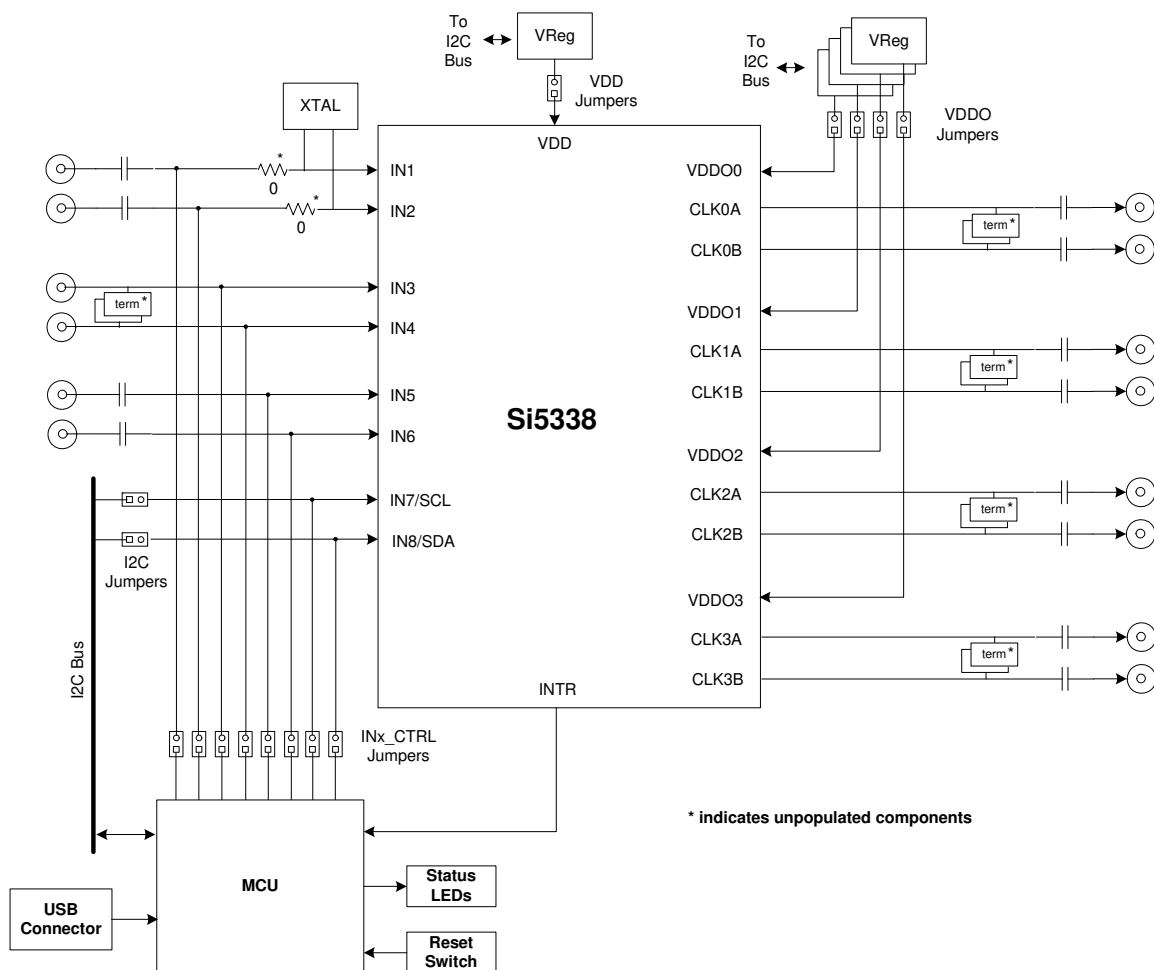 To
I2C
Bus
VReg
VDD
Jumpers
To
I2C
Bus
VReg
VDDO
Jumpers
XTAL
VDD
*
0
IN1
*
0
IN2
IN3
term *
IN4
IN5
IN6
IN7/SCL
IN8/SDA
I2C
Jumpers
I2C Bus
Si5338
VDDO0
CLK0A
term *
CLK0B
VDDO1
CLK1A
term *
CLK1B
VDDO2
CLK2A
term *
CLK2B
VDDO3
CLK3A
term *
CLK3B
INTR
INx_CTRL
Jumpers
* indicates unpopulated components
MCU
Status
LEDs
USB
Connector
Reset
Switch